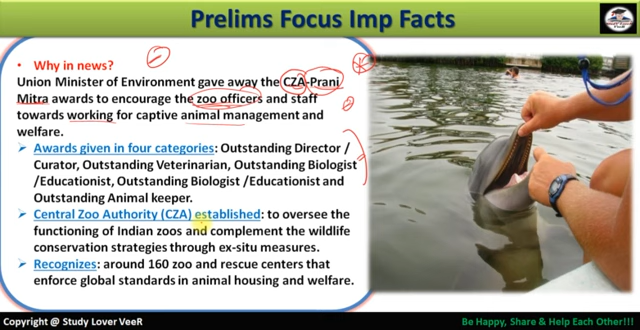 Prelims Focus Imp Facts
• Why in news?
Union Minister of Environment gave away the CZA-Prani
Mitra awards to encourage the zoo officers and staff
towards working for captive animal management and
welfare.
➢ Awards given in four categories: Outstanding Director /
Curator, Outstanding Veterinarian, Outstanding Biologist
/Educationist, Outstanding Biologist /Educationist and
Outstanding Animal keeper.
➢ Central Zoo Authority (CZA) established: to oversee the
functioning of Indian zoos and complement the wildlife
conservation strategies through ex-situ measures.
➢ Recognizes: around 160 zoo and rescue centers that
enforce global standards in animal housing and welfare.
Copyright @ Study Lover VeeR
Be Happy, Share & Help Each Other!!!